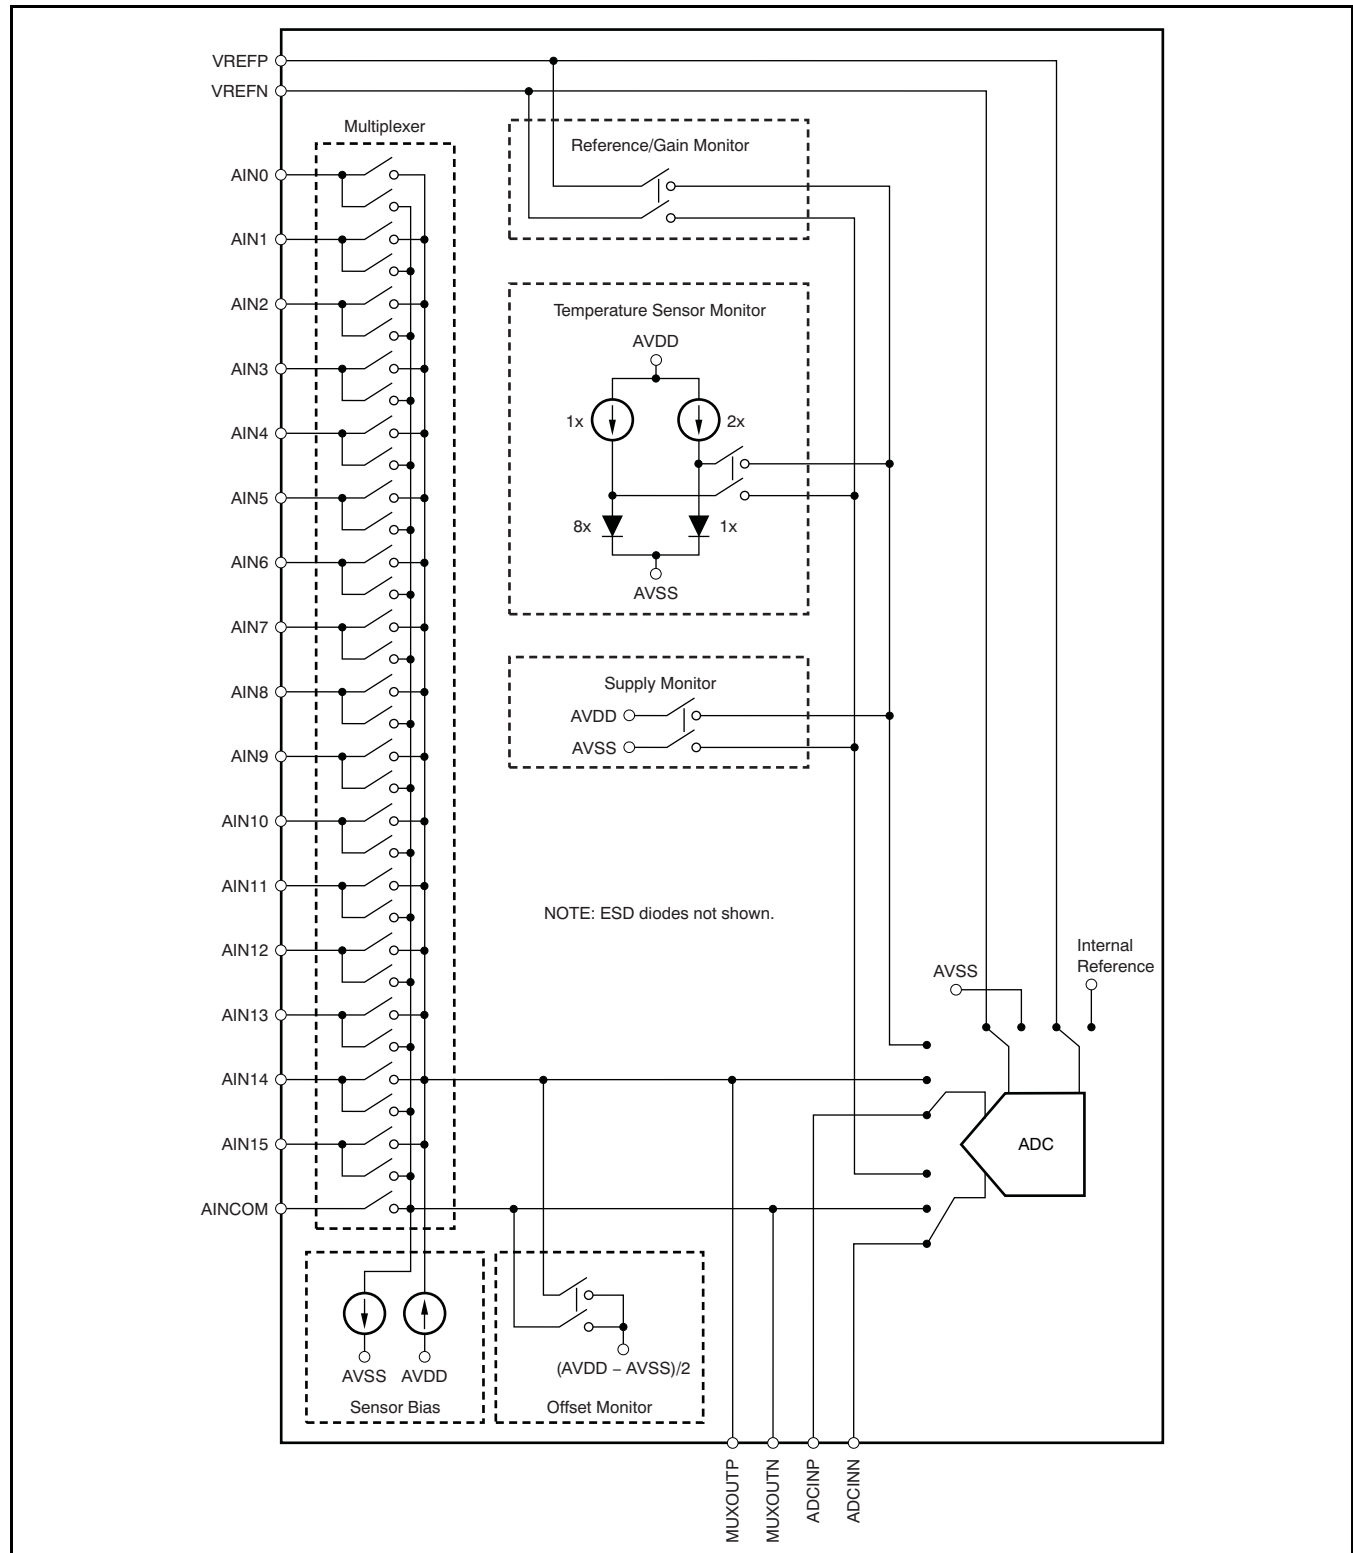 VREFP
VREFN
Multiplexer
AIN0
AIN1
AIN2
AIN3
AIN4
AIN5
AIN6
AIN7
AIN8
AIN9
AIN10
AIN11
AIN12
AIN13
AIN14
AIN15
AINCOM
Reference/Gain Monitor
Temperature Sensor Monitor
AVDD
1x
2x
8x
1x
AVSS
Supply Monitor
AVDD
AVSS
NOTE: ESD diodes not shown.
AVSS
Internal
Reference
ADC
AVSS
AVDD
Sensor Bias
(AVDD – AVSS)/2
Offset Monitor
MUXOUTP
MUXOUTN
ADCINP
ADCINN